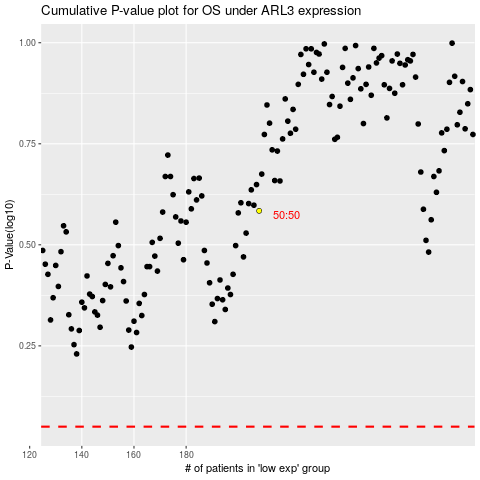 Cumulative P-value plot for OS under ARL3 expression
P-Value(log10)
1.00
0.75
0.50
0.25
50:50
120 140 160 180
# of patients in 'low exp' group